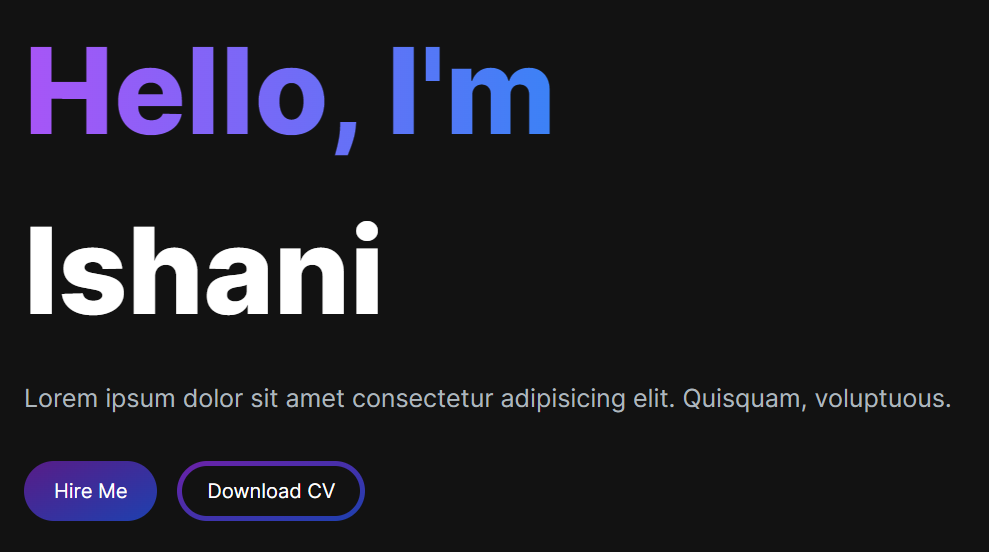 Hello, I'm
Ishani
Lorem ipsum dolor sit amet consectetur adipisicing elit. Quisquam, voluptuous.
Hire Me
Download CV